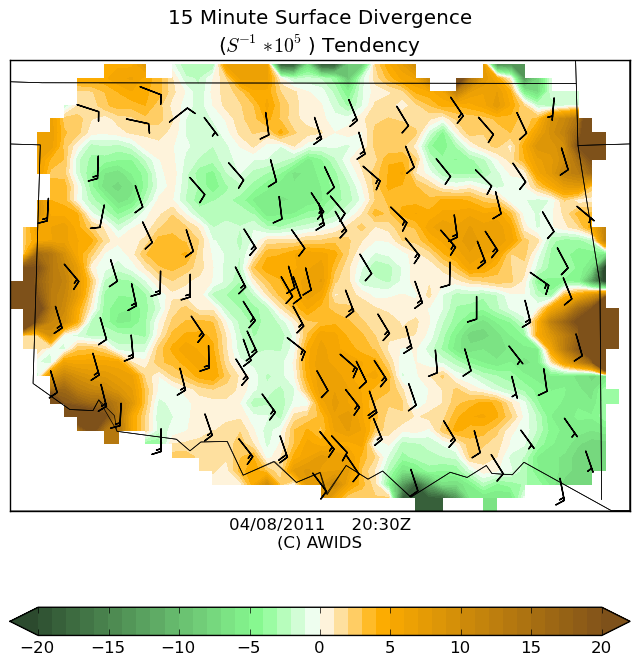 15 Minute Surface Divergence
(S⁻¹ * 10⁵ ) Tendency
04/08/2011 20:30Z
(C) AWIDS
−20 −15 −10 −5 0 5 10 15 20